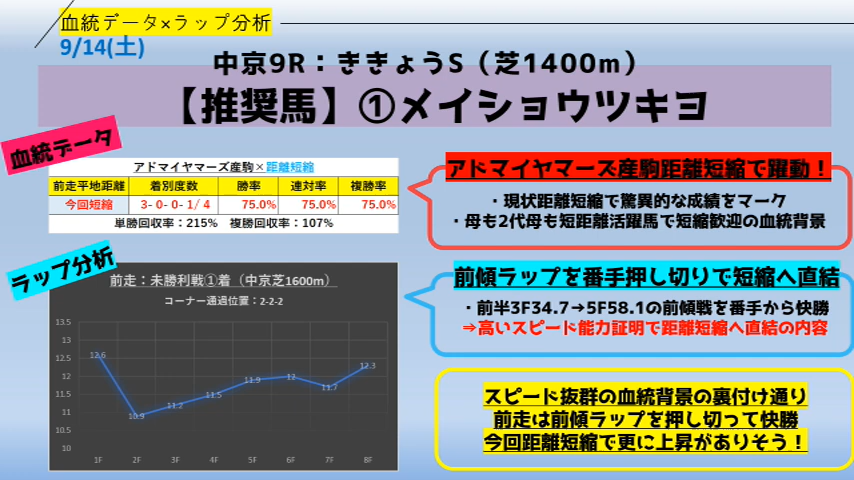 血統データ×ラップ分析
9/14(土)
中京9R：ききょうS（芝1400m）
【推奨馬】①メイショウツキヨ
血統データ
アドマイヤマーズ産駒×距離短縮
前走平地距離 着別度数 勝率 連対率 複勝率
今回短縮 3- 0- 0- 1/ 4 75.0% 75.0% 75.0%
単勝回収率：215% 複勝回収率：107%
アドマイヤマーズ産駒距離短縮で躍動！
・現状距離短縮で驚異的な成績をマーク
・母も2代母も短距離活躍馬で短縮歓迎の血統背景
ラップ分析
前走：未勝利戦①着（中京芝1600m）
コーナー通過位置：2-2-2
13.5
13
12.5
12
11.5
11
10.5
10
12.6 10.9 11.2 11.5 11.9 12 11.7 12.3
1F 2F 3F 4F 5F 6F 7F 8F
前傾ラップを番手押し切りで短縮へ直結
・前半3F34.7→5F58.1の前傾戦を番手から快勝
⇒高いスピード能力証明で距離短縮へ直結の内容
スピード抜群の血統背景の裏付け通り
前走は前傾ラップを押し切って快勝
今回距離短縮で更に上昇がありそう！